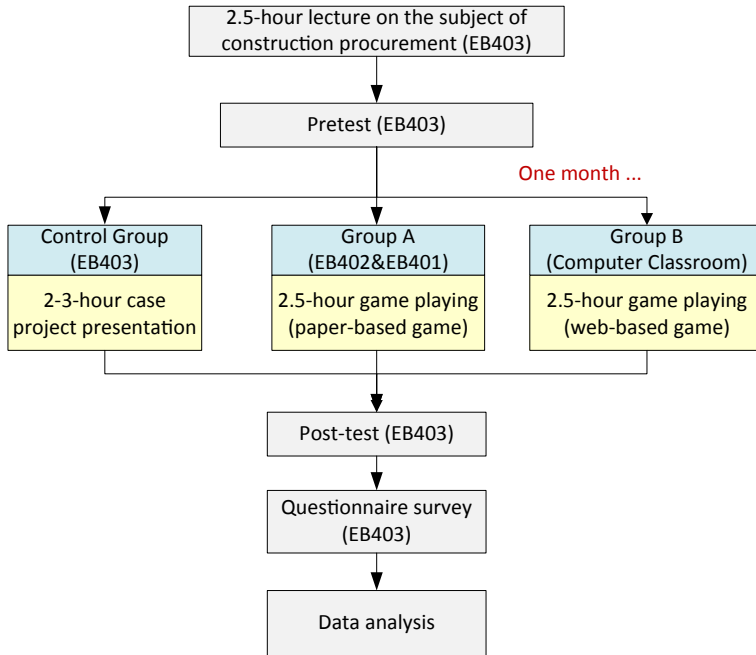 2.5-hour lecture on the subject of
construction procurement (EB403)
Pretest (EB403)
One month ...
Control Group
(EB403)
2-3-hour case
project presentation
Group A
(EB402&EB401)
2.5-hour game playing
(paper-based game)
Group B
(Computer Classroom)
2.5-hour game playing
(web-based game)
Post-test (EB403)
Questionnaire survey
(EB403)
Data analysis